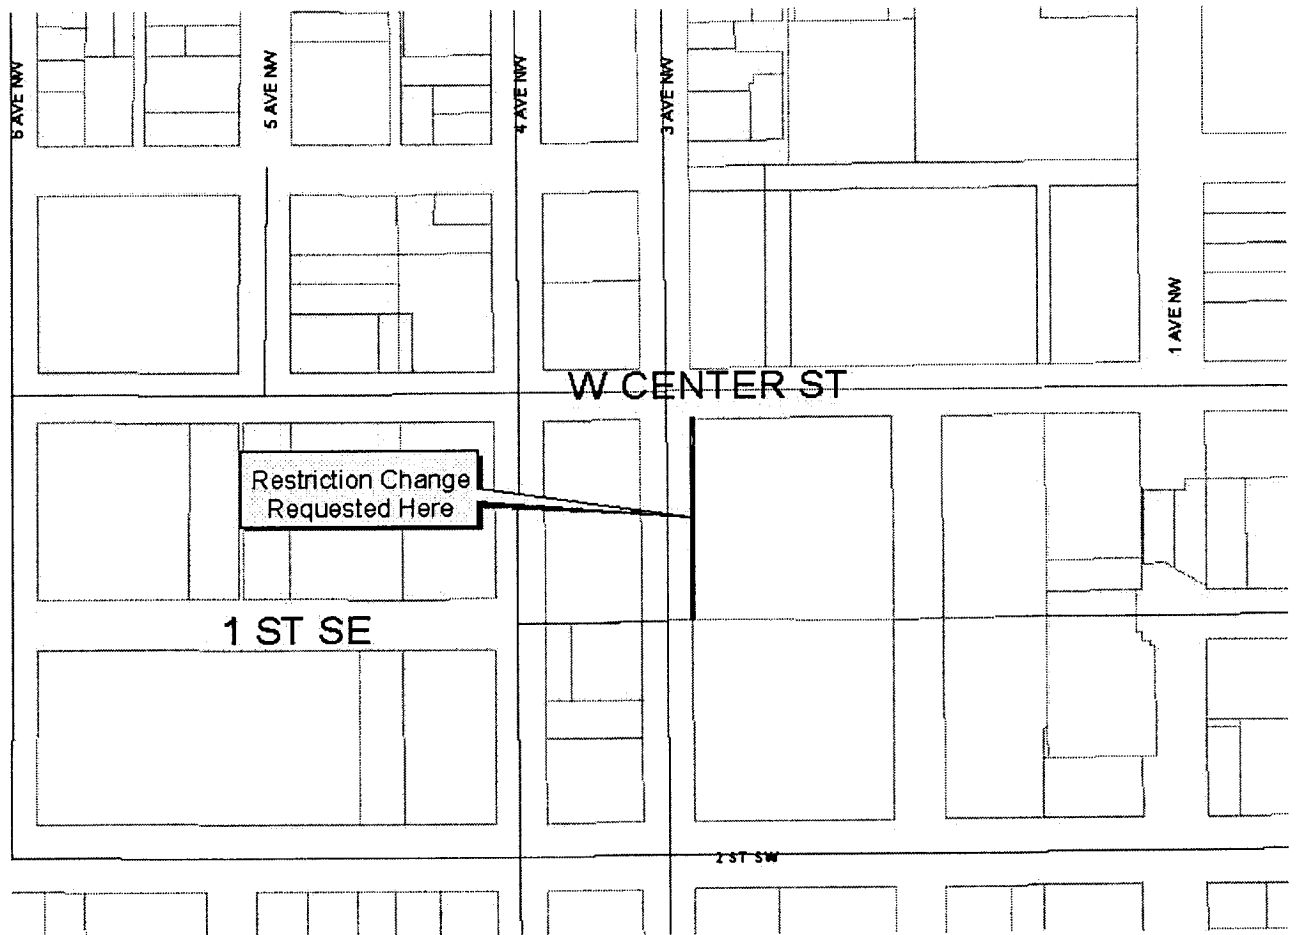 6 AVE NW
5 AVE NW
4 AVE NW
3 AVE NW
1 AVE NW
W CENTER ST
Restriction Change
Requested Here
1 ST SE
2 ST SW